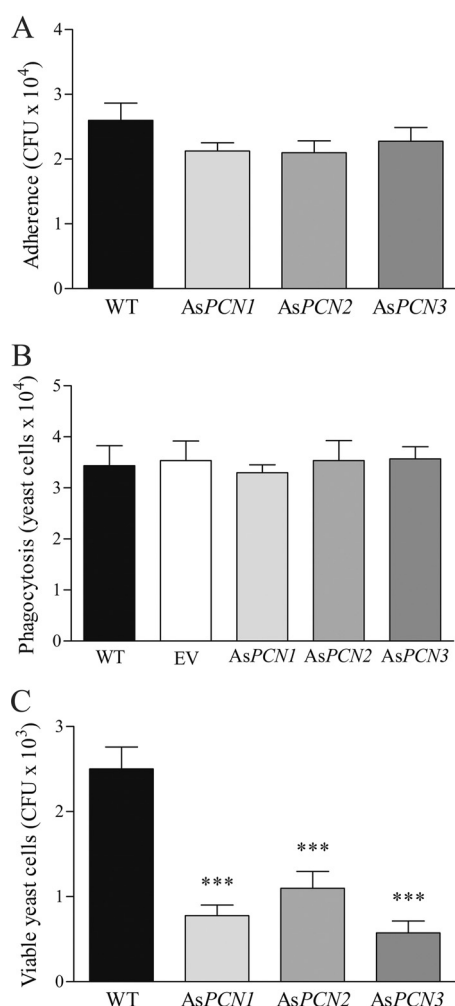 A
Adherence (CFU x 10⁴)
4
3
2
1
0
WT AsPCN1 AsPCN2 AsPCN3
B
Phagocytosis (yeast cells x 10⁴)
5
4
3
2
1
0
WT EV AsPCN1 AsPCN2 AsPCN3
C
Viable yeast cells (CFU x 10³)
3
2
1
0
*** *** ***
WT AsPCN1 AsPCN2 AsPCN3